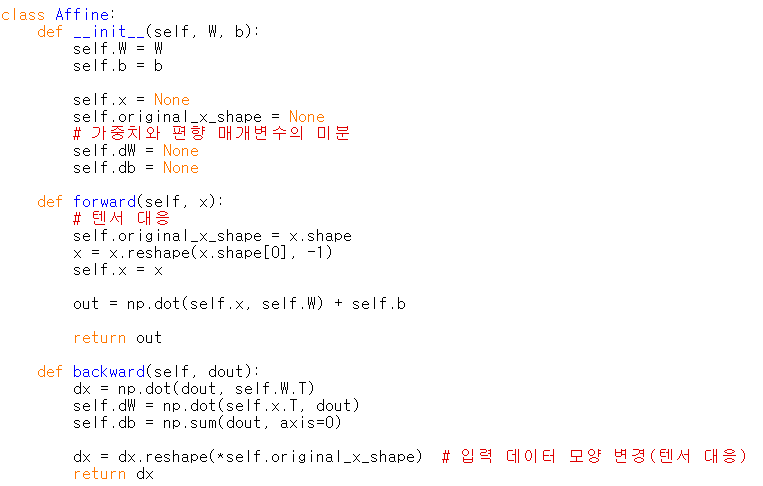 class Affine:
    def __init__(self, W, b):
        self.W = W
        self.b = b

        self.x = None
        self.original_x_shape = None
        # 가중치와 편향 매개변수의 미분
        self.dW = None
        self.db = None

    def forward(self, x):
        # 텐서 대응
        self.original_x_shape = x.shape
        x = x.reshape(x.shape[0], -1)
        self.x = x

        out = np.dot(self.x, self.W) + self.b

        return out

    def backward(self, dout):
        dx = np.dot(dout, self.W.T)
        self.dW = np.dot(self.x.T, dout)
        self.db = np.sum(dout, axis=0)

        dx = dx.reshape(*self.original_x_shape)  # 입력 데이터 모양 변경(텐서 대응)
        return dx